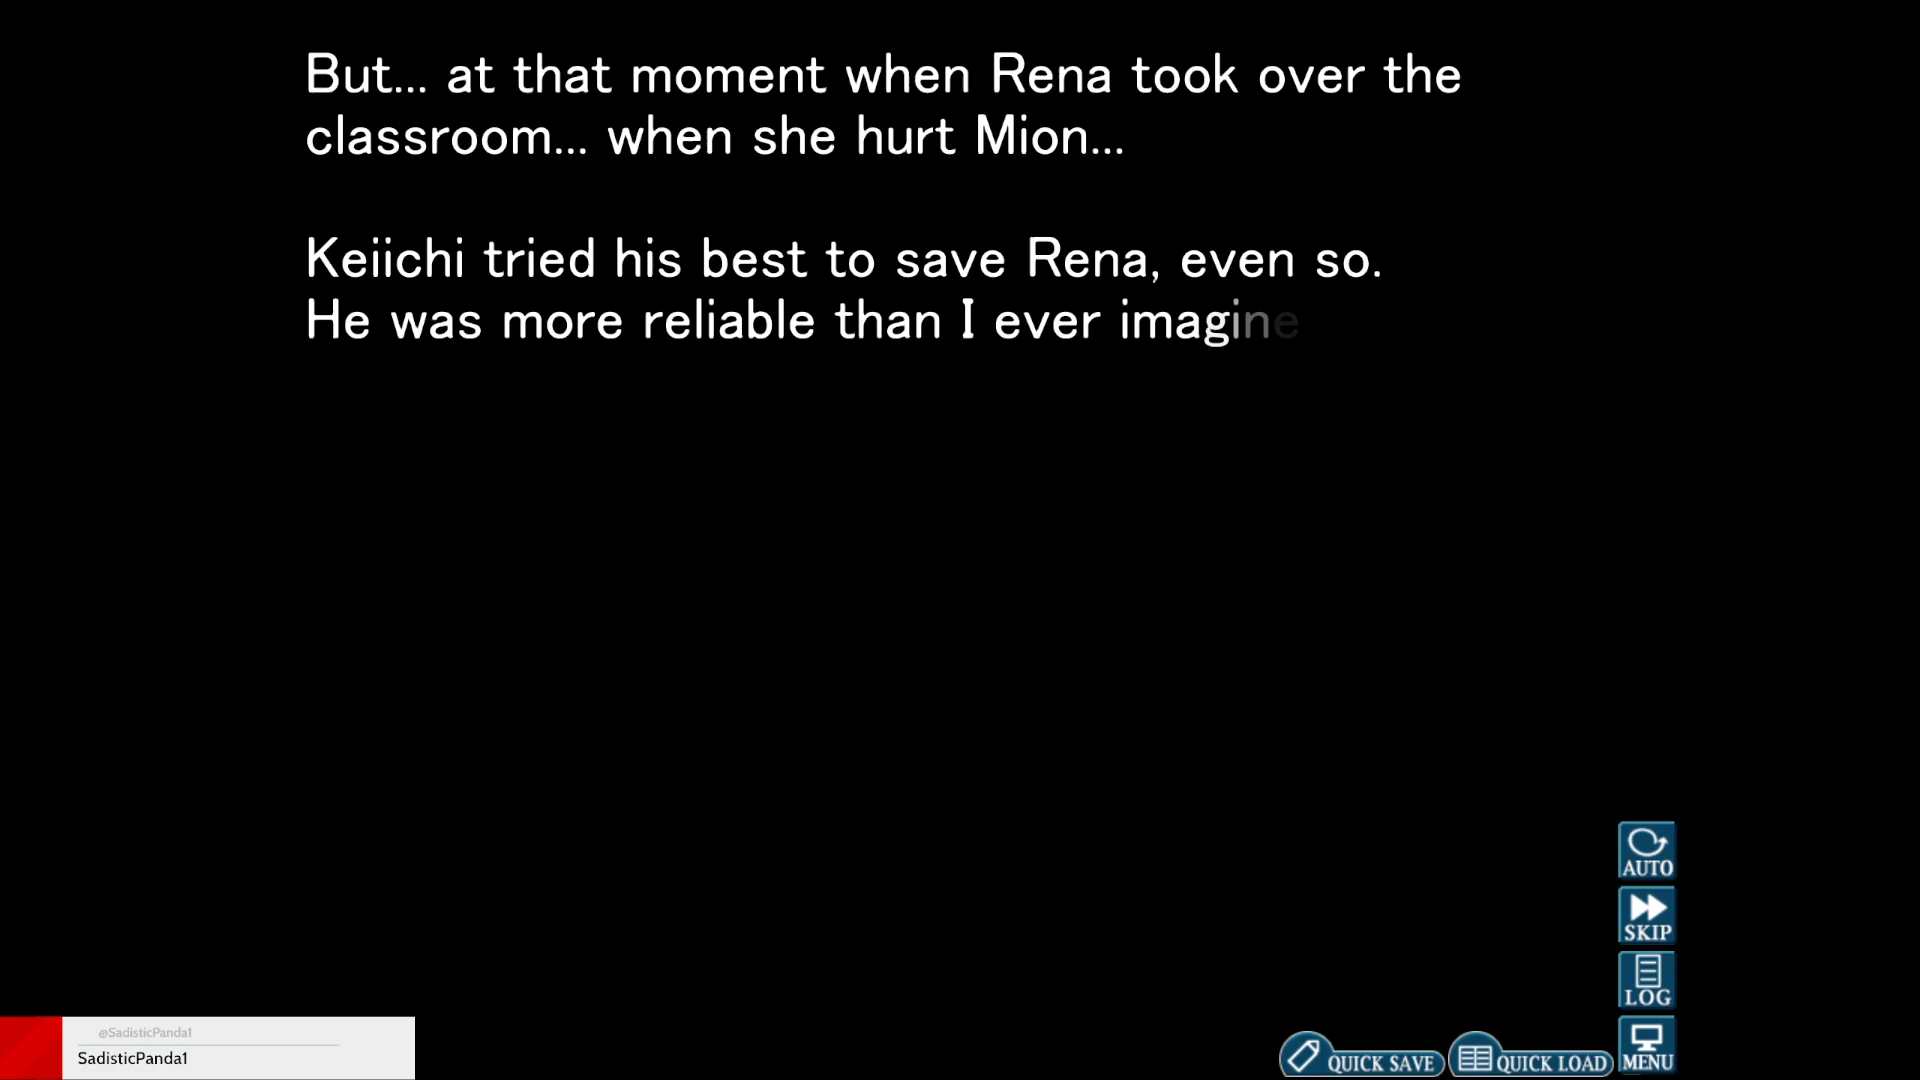 But... at that moment when Rena took over the
classroom... when she hurt Mion...
Keiichi tried his best to save Rena, even so.
He was more reliable than I ever imagine
AUTO
SKIP
LOG
MENU
QUICK SAVE
QUICK LOAD
@SadisticPanda1
SadisticPanda1